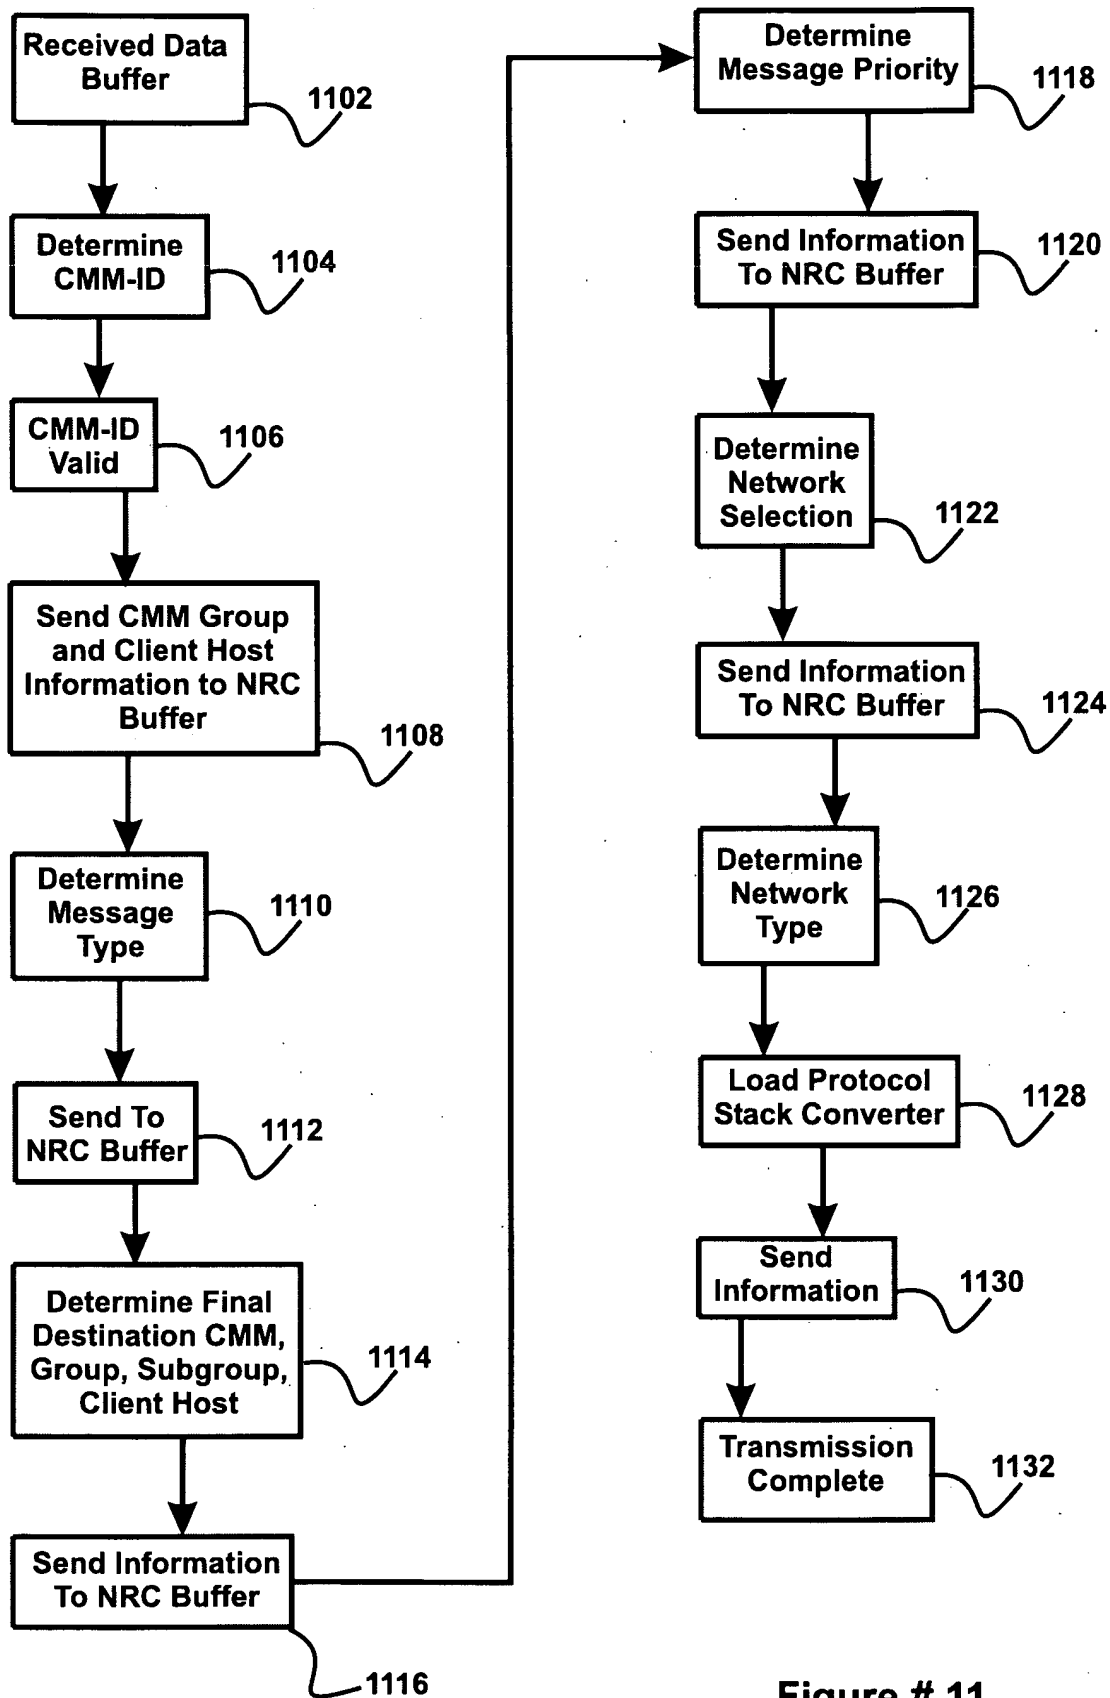 Received Data
Buffer
1102
Determine
CMM-ID
1104
CMM-ID
Valid
1106
Send CMM Group
and Client Host
Information to NRC
Buffer
1108
Determine
Message
Type
1110
Send To
NRC Buffer
1112
Determine Final
Destination CMM,
Group, Subgroup,
Client Host
1114
Send Information
To NRC Buffer
1116
Determine
Message Priority
1118
Send Information
To NRC Buffer
1120
Determine
Network
Selection
1122
Send Information
To NRC Buffer
1124
Determine
Network
Type
1126
Load Protocol
Stack Converter
1128
Send
Information
1130
Transmission
Complete
1132
Figure # 11